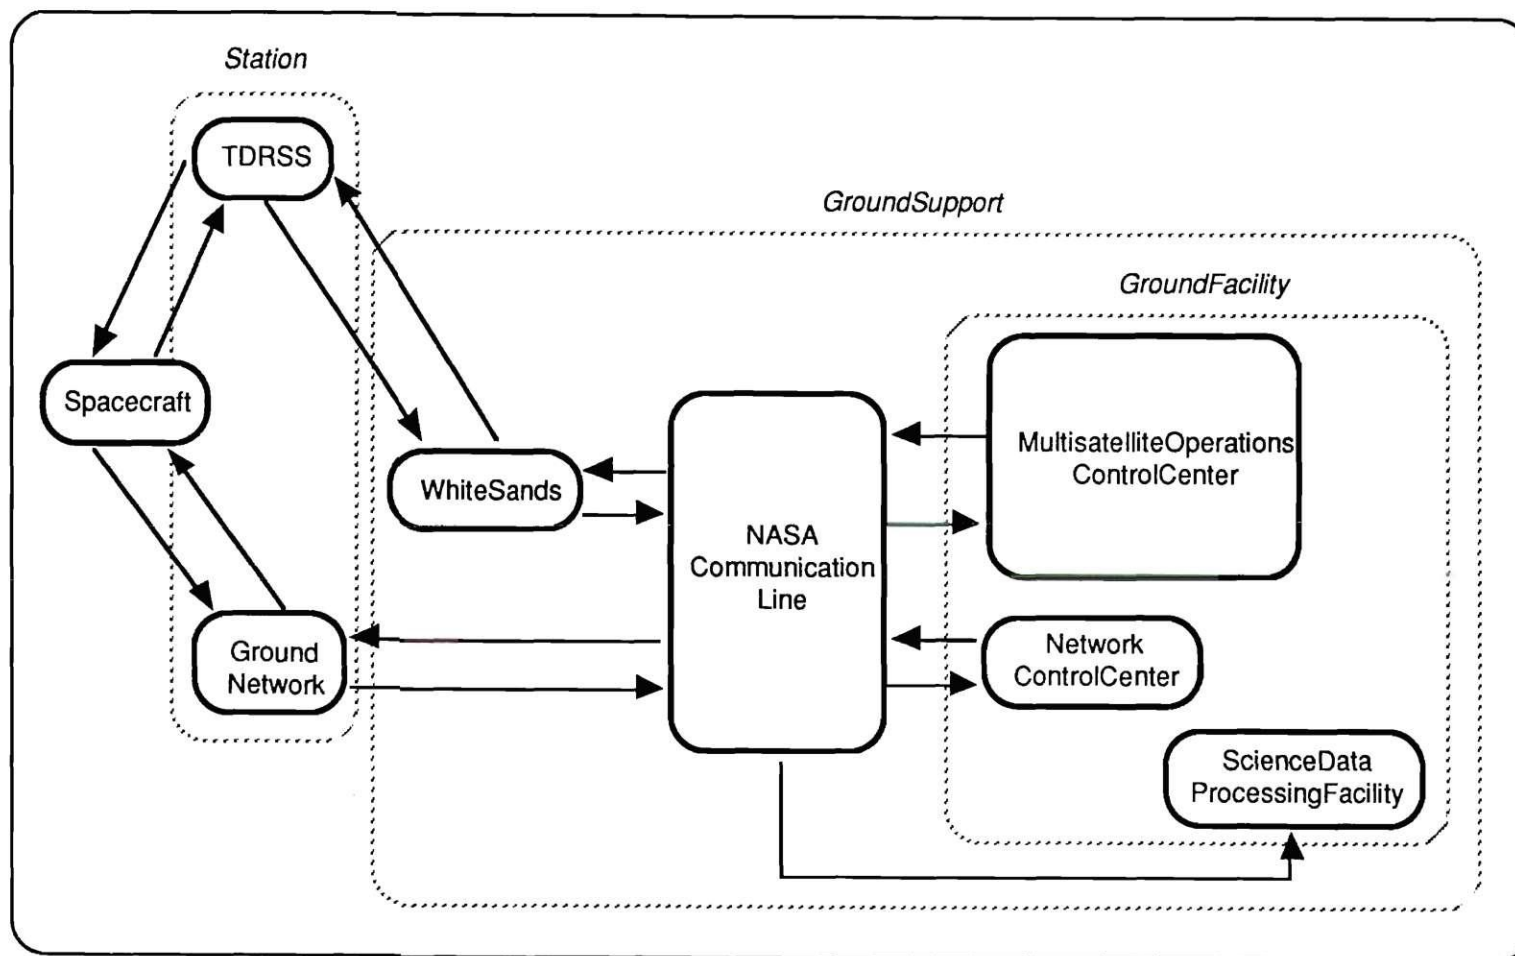 Station
TDRSS
GroundSupport
GroundFacility
Spacecraft
MultisatelliteOperations
ControlCenter
WhiteSands
NASA
Communication
Line
Ground
Network
Network
ControlCenter
ScienceData
ProcessingFacility